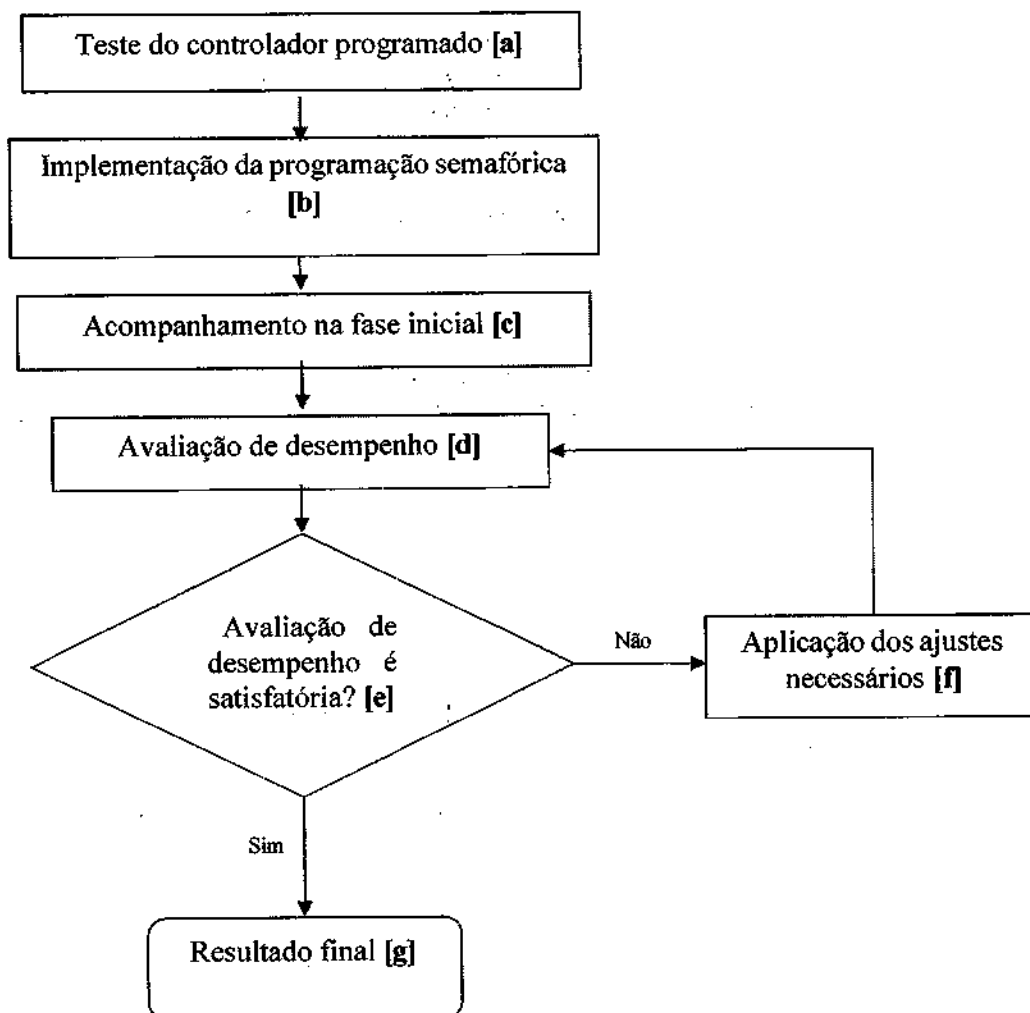 Teste do controlador programado [a]
Implementação da programação semafórica
[b]
Acompanhamento na fase inicial [c]
Avaliação de desempenho [d]
Avaliação de
desempenho é
satisfatória? [e]
Não
Aplicação dos ajustes
necessários [f]
Sim
Resultado final [g]